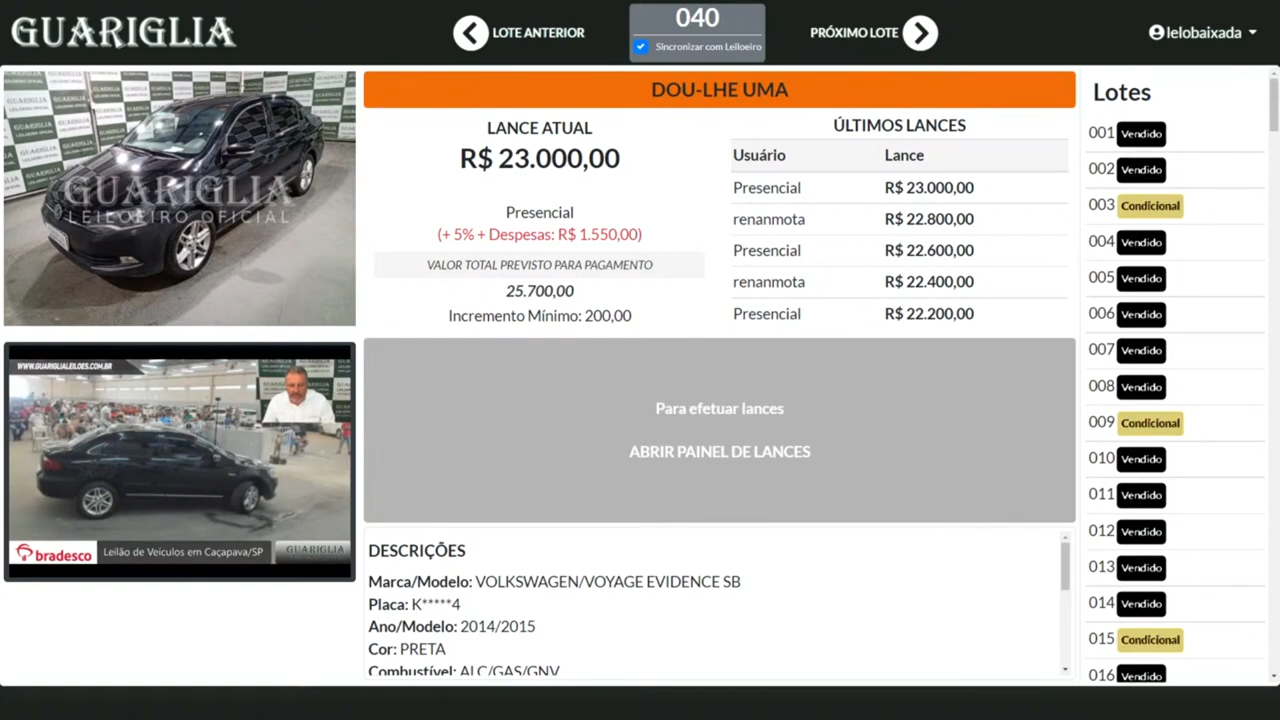 GUARIGLIA
LOTE ANTERIOR
040
Sincronizar com Leiloeiro
PRÓXIMO LOTE
lelobaixada
GUARIGLIA
LEILOEIRO OFICIAL
DOU-LHE UMA
LANCE ATUAL
R$ 23.000,00
Presencial
(+ 5% + Despesas: R$ 1.550,00)
VALOR TOTAL PREVISTO PARA PAGAMENTO
25.700,00
Incremento Mínimo: 200,00
ÚLTIMOS LANCES
Usuário Lance
Presencial R$ 23.000,00
renanmota R$ 22.800,00
Presencial R$ 22.600,00
renanmota R$ 22.400,00
Presencial R$ 22.200,00
Para efetuar lances
ABRIR PAINEL DE LANCES
WWW.GUARIGLIALEILOES.COM.BR
bradesco
Leilão de Veículos em Caçapava/SP
GUARIGLIA
DESCRIÇÕES
Marca/Modelo: VOLKSWAGEN/VOYAGE EVIDENCE SB
Placa: K*****4
Ano/Modelo: 2014/2015
Cor: PRETA
Combustível: ALC/GAS/GNV
Lotes
001 Vendido
002 Vendido
003 Condicional
004 Vendido
005 Vendido
006 Vendido
007 Vendido
008 Vendido
009 Condicional
010 Vendido
011 Vendido
012 Vendido
013 Vendido
014 Vendido
015 Condicional
016 Vendido